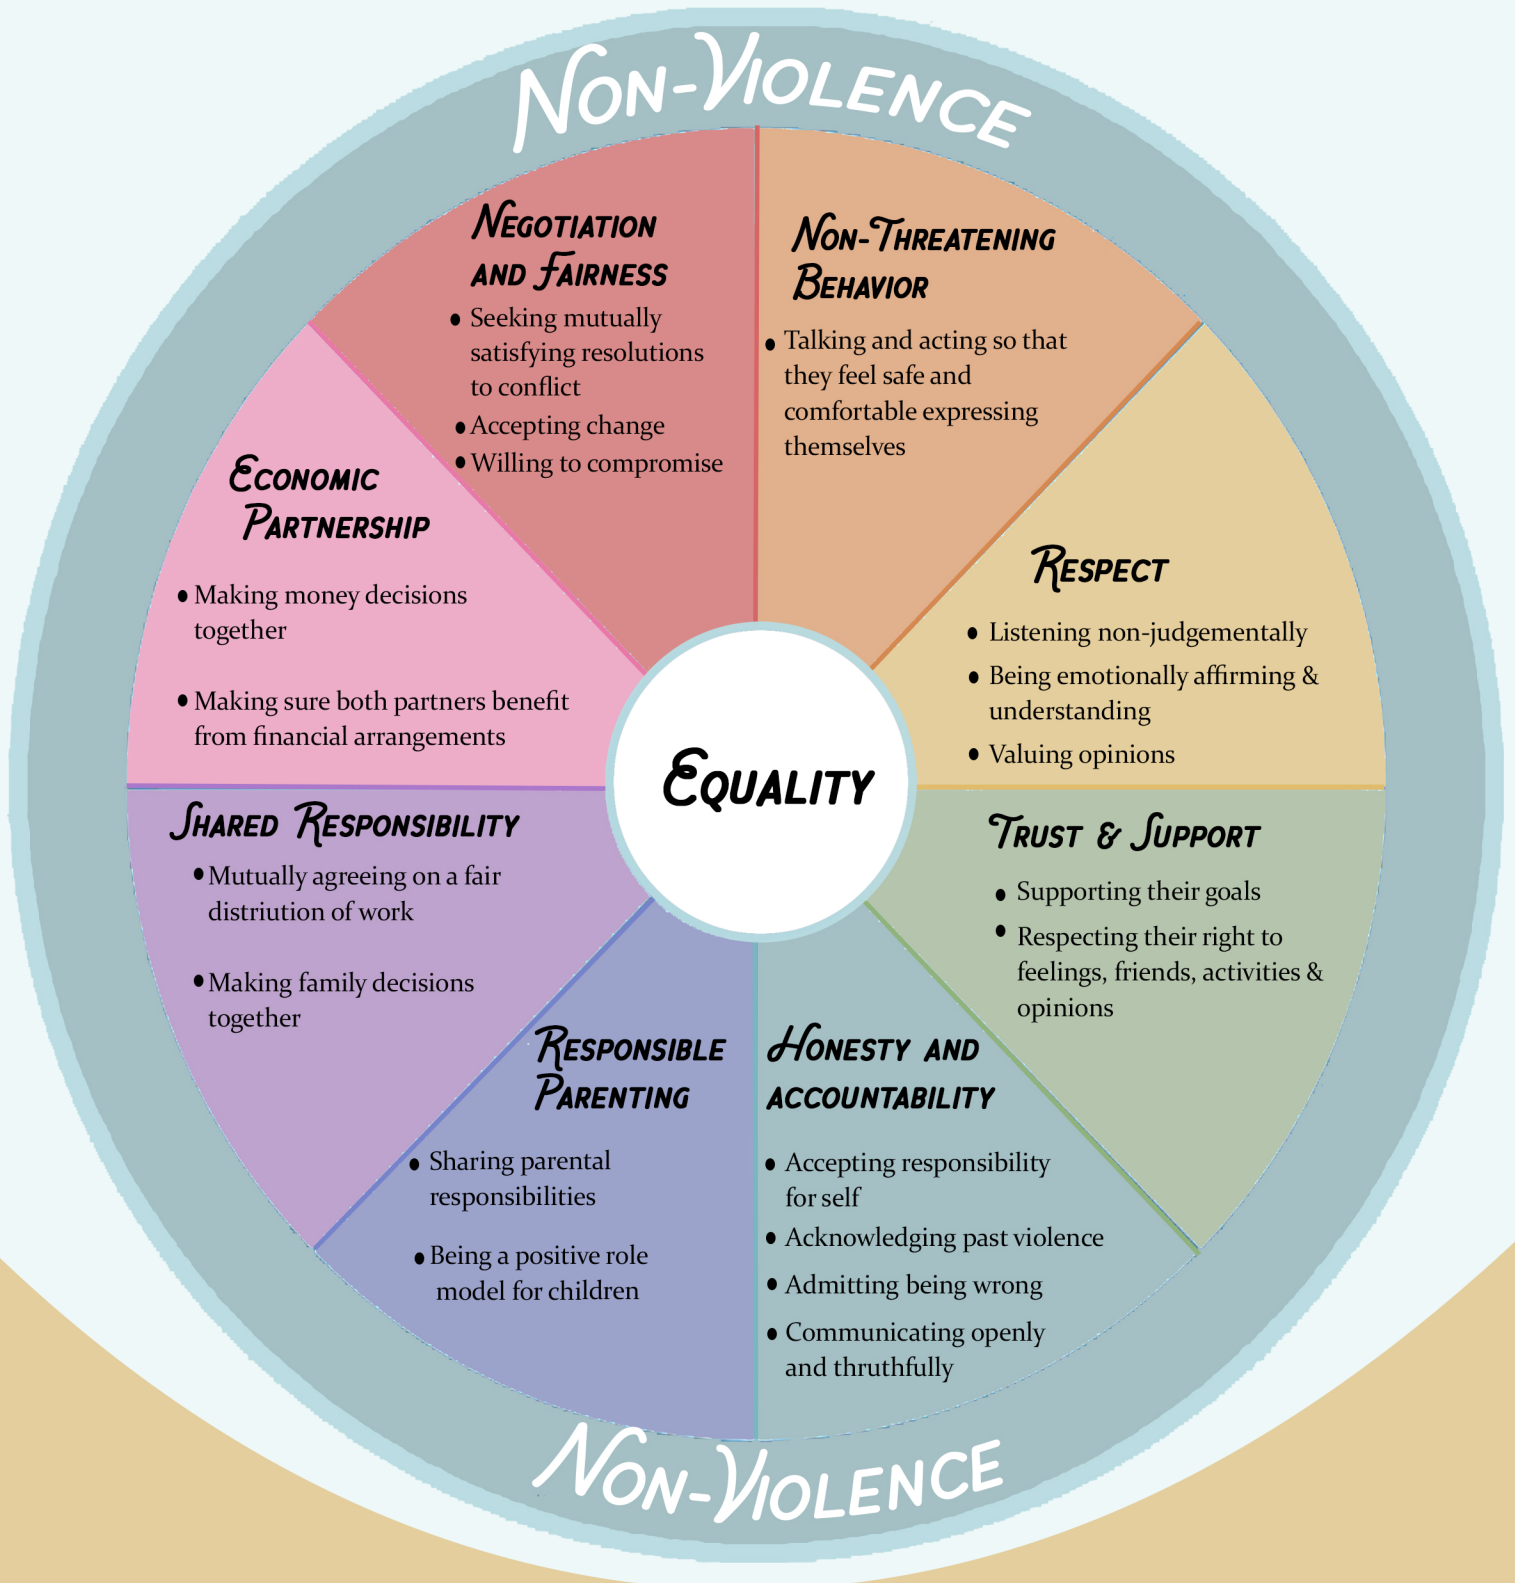 NON-VIOLENCE
NEGOTIATION
AND FAIRNESS
• Seeking mutually
satisfying resolutions
to conflict
• Accepting change
• Willing to compromise
NON-THREATENING
BEHAVIOR
• Talking and acting so that
they feel safe and
comfortable expressing
themselves
RESPECT
• Listening non-judgementally
• Being emotionally affirming &
understanding
• Valuing opinions
TRUST & SUPPORT
• Supporting their goals
• Respecting their right to
feelings, friends, activities &
opinions
HONESTY AND
ACCOUNTABILITY
• Accepting responsibility
for self
• Acknowledging past violence
• Admitting being wrong
• Communicating openly
and thruthfully
RESPONSIBLE
PARENTING
• Sharing parental
responsibilities
• Being a positive role
model for children
SHARED RESPONSIBILITY
• Mutually agreeing on a fair
distriution of work
• Making family decisions
together
ECONOMIC
PARTNERSHIP
• Making money decisions
together
• Making sure both partners benefit
from financial arrangements
EQUALITY
NON-VIOLENCE